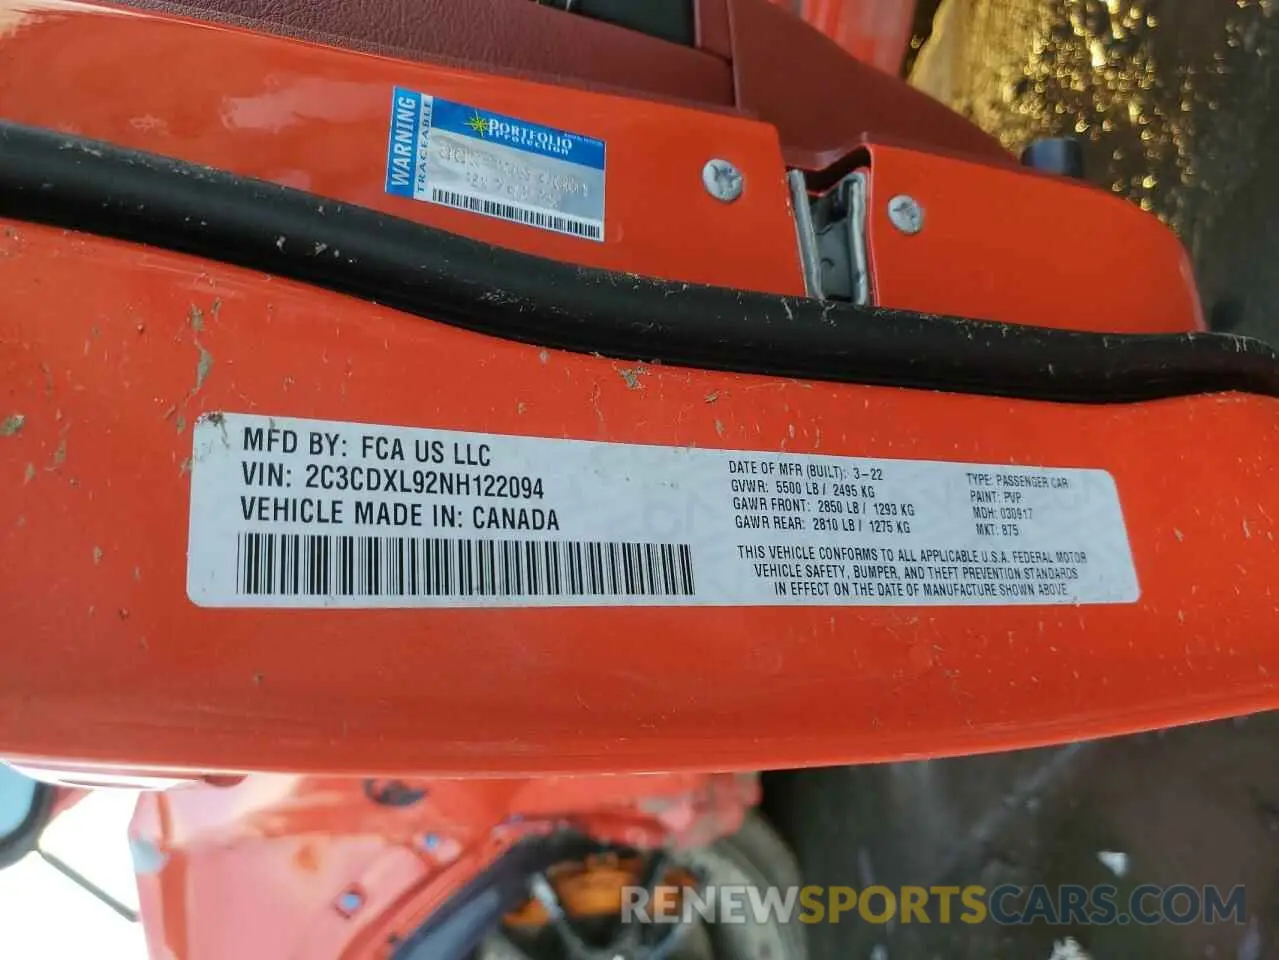 WARNING
TRACEABLE
PORTFOLIO
Protection
MFD BY: FCA US LLC
VIN: 2C3CDXL92NH122094
VEHICLE MADE IN: CANADA
DATE OF MFR (BUILT): 3-22
GVWR: 5500 LB / 2495 KG
GAWR FRONT: 2850 LB / 1293 KG
GAWR REAR: 2810 LB / 1275 KG
TYPE: PASSENGER CAR
PAINT: PVP
MDH: 030917
MKT: 875
THIS VEHICLE CONFORMS TO ALL APPLICABLE U.S.A. FEDERAL MOTOR
VEHICLE SAFETY, BUMPER, AND THEFT PREVENTION STANDARDS
IN EFFECT ON THE DATE OF MANUFACTURE SHOWN ABOVE
RENEWSPORTSCARS.COM